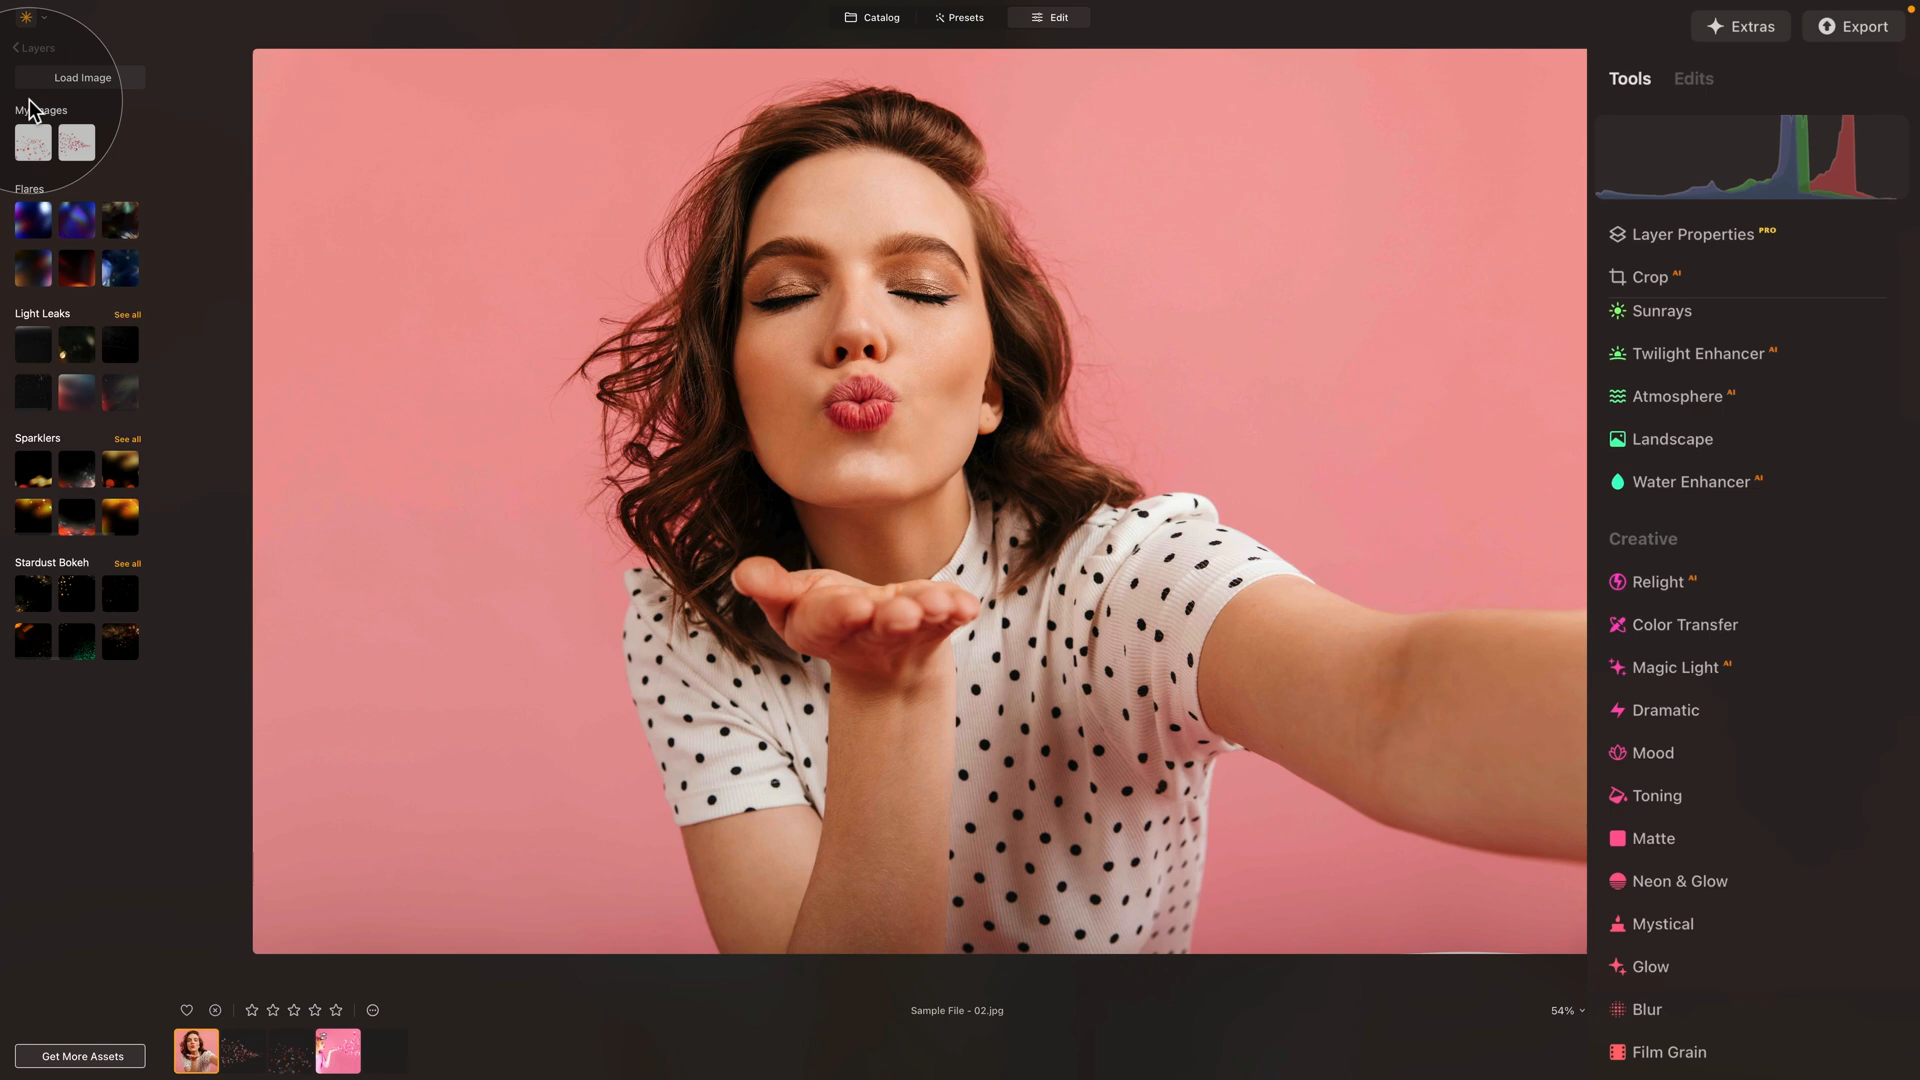 Catalog
Presets
Edit
Extras
Export
Layers
Load Image
My Images
Flares
Light Leaks
See all
Sparklers
See all
Stardust Bokeh
See all
Get More Assets
Sample File - 02.jpg
54%
Tools
Edits
Layer Properties PRO
Crop AI
Sunrays
Twilight Enhancer AI
Atmosphere AI
Landscape
Water Enhancer AI
Creative
Relight AI
Color Transfer
Magic Light AI
Dramatic
Mood
Toning
Matte
Neon & Glow
Mystical
Glow
Blur
Film Grain